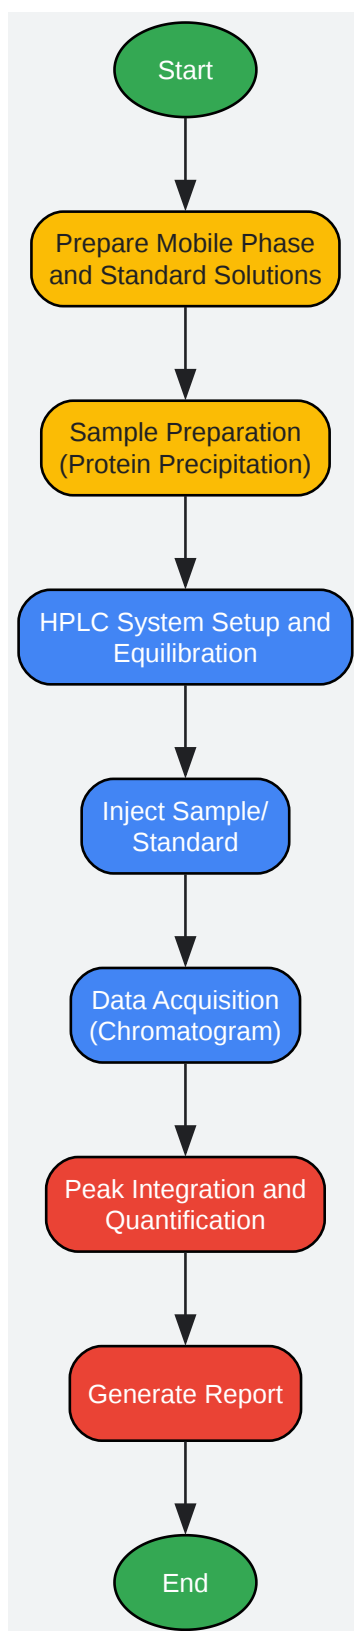 Start
Prepare Mobile Phase
and Standard Solutions
Sample Preparation
(Protein Precipitation)
HPLC System Setup and
Equilibration
Inject Sample/
Standard
Data Acquisition
(Chromatogram)
Peak Integration and
Quantification
Generate Report
End